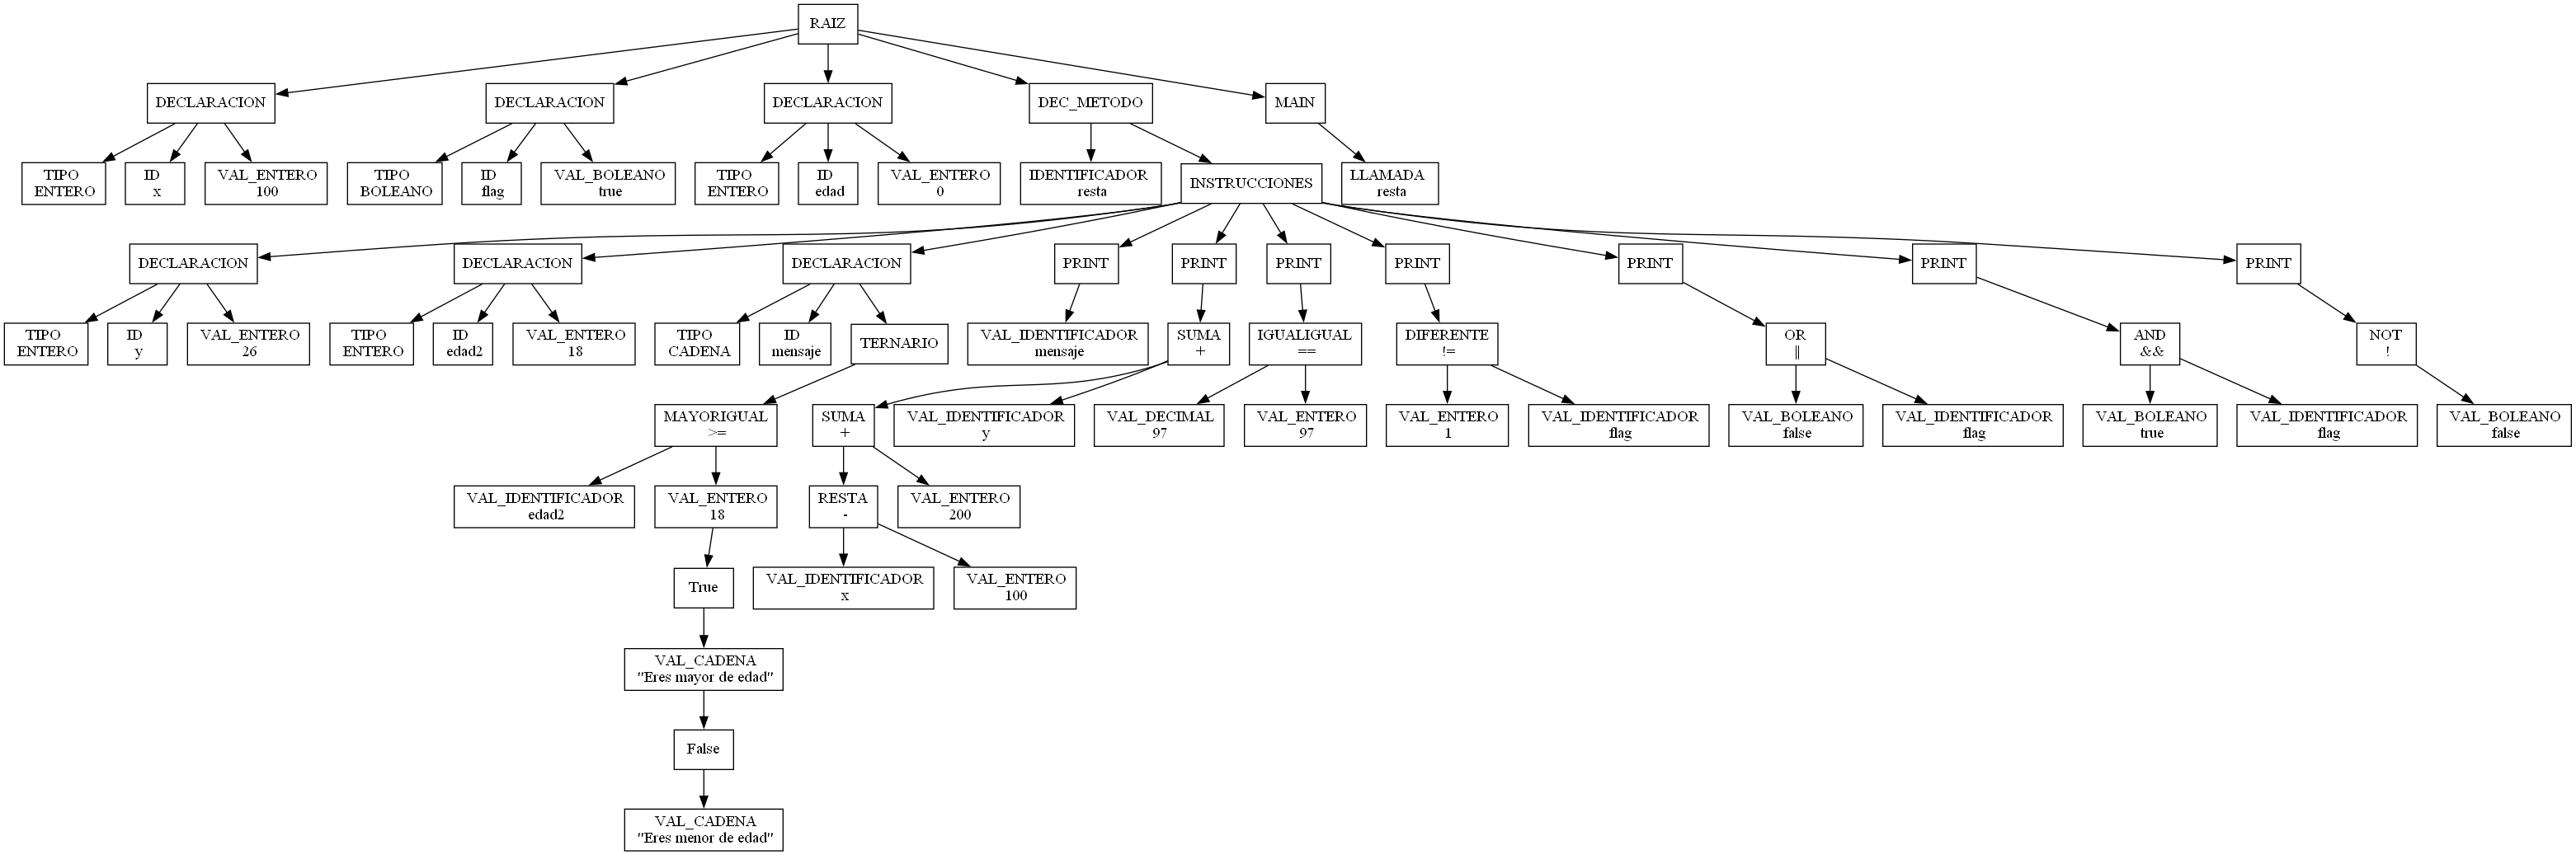 RAIZ
DECLARACION
DECLARACION
DECLARACION
DEC_METODO
MAIN
TIPO
ENTERO
ID
x
VAL_ENTERO
100
TIPO
BOLEANO
ID
flag
VAL_BOLEANO
true
TIPO
ENTERO
ID
edad
VAL_ENTERO
0
IDENTIFICADOR
resta
INSTRUCCIONES
LLAMADA
resta
DECLARACION
DECLARACION
DECLARACION
PRINT
PRINT
PRINT
PRINT
PRINT
PRINT
PRINT
TIPO
ENTERO
ID
y
VAL_ENTERO
26
TIPO
ENTERO
ID
edad2
VAL_ENTERO
18
TIPO
CADENA
ID
mensaje
TERNARIO
VAL_IDENTIFICADOR
mensaje
SUMA
+
IGUALIGUAL
==
DIFERENTE
!=
OR
||
AND
&&
NOT
!
MAYORIGUAL
>=
SUMA
+
VAL_IDENTIFICADOR
y
VAL_DECIMAL
97
VAL_ENTERO
97
VAL_ENTERO
1
VAL_IDENTIFICADOR
flag
VAL_BOLEANO
false
VAL_IDENTIFICADOR
flag
VAL_BOLEANO
true
VAL_IDENTIFICADOR
flag
VAL_BOLEANO
false
VAL_IDENTIFICADOR
edad2
VAL_ENTERO
18
RESTA
-
VAL_ENTERO
200
True
VAL_IDENTIFICADOR
x
VAL_ENTERO
100
VAL_CADENA
"Eres mayor de edad"
False
VAL_CADENA
"Eres menor de edad"